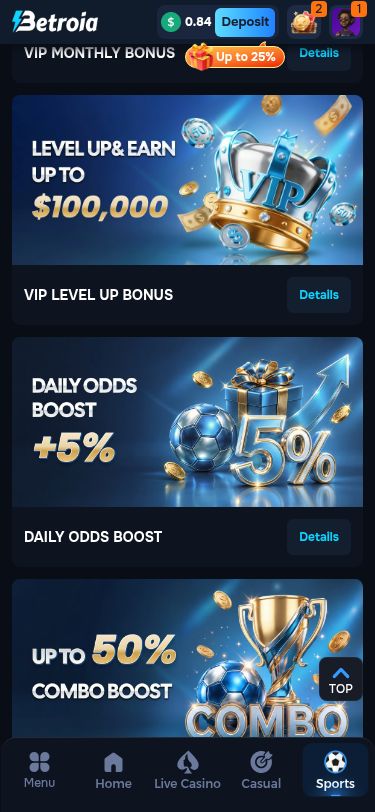 Betroia
$ 0.84 Deposit
2
1
VIP MONTHLY BONUS
Up to 25%
Details
LEVEL UP& EARN
UP TO
$100,000
VIP
VIP LEVEL UP BONUS
Details
DAILY ODDS
BOOST
+5%
5%
DAILY ODDS BOOST
Details
UP TO 50%
COMBO BOOST
COMBO
TOP
Menu
Home
Live Casino
Casual
Sports